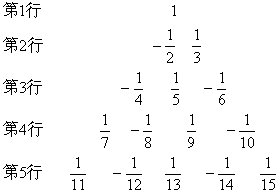 第1行 1
第2行 -1/2 1/3
第3行 -1/4 1/5 -1/6
第4行 1/7 -1/8 1/9 -1/10
第5行 1/11 -1/12 1/13 -1/14 1/15